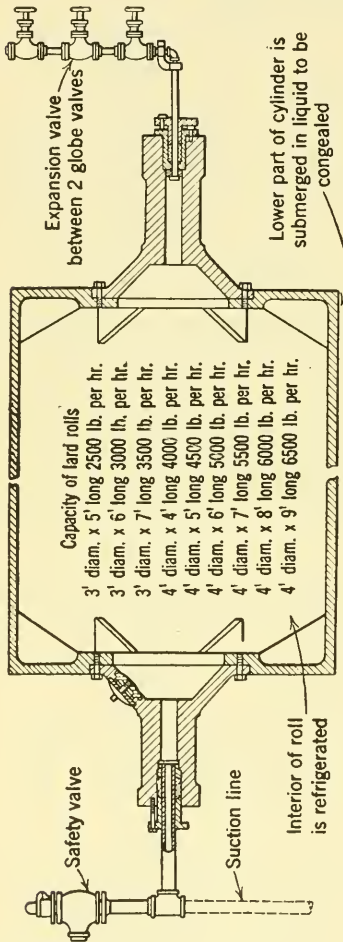 Expansion valve
between 2 globe valves
Lower part of cylinder is
submerged in liquid to be
congealed
Capacity of lard rolls
3' diam. x 5' long 2500 lb. per hr.
3' diam. x 6' long 3000 lb. per hr.
3' diam. x 7' long 3500 lb. per hr.
4' diam. x 4' long 4000 lb. per hr.
4' diam. x 5' long 4500 lb. per hr.
4' diam. x 6' long 5000 lb. per hr.
4' diam. x 7' long 5500 lb. per hr.
4' diam. x 8' long 6000 lb. per hr.
4' diam. x 9' long 6500 lb. per hr.
Interior of roll
is refrigerated
Safety valve
Suction line